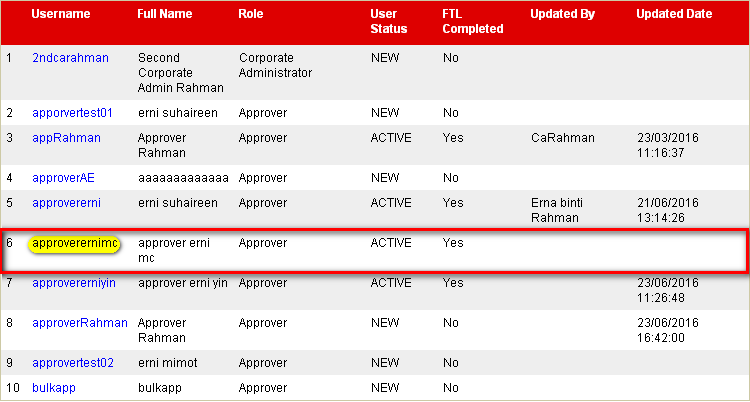 Username Full Name Role User Status FTL Completed Updated By Updated Date
1 2ndcarahman Second Corporate Admin Rahman Corporate Administrator NEW No
2 apporvertest01 erni suhaireen Approver NEW No
3 appRahman Approver Rahman Approver ACTIVE Yes CaRahman 23/03/2016 11:16:37
4 approverAE aaaaaaaaaaaaa Approver NEW No
5 approvererni erni suhaireen Approver ACTIVE Yes Erna binti Rahman 21/06/2016 13:14:26
6 approverernimc approver erni mc Approver ACTIVE Yes
7 approvererniyin approver erni yin Approver ACTIVE Yes 23/06/2016 11:26:48
8 approverRahman Approver Rahman Approver NEW No 23/06/2016 16:42:00
9 approvertest02 erni mimot Approver NEW No
10 bulkapp bulkapp Approver NEW No